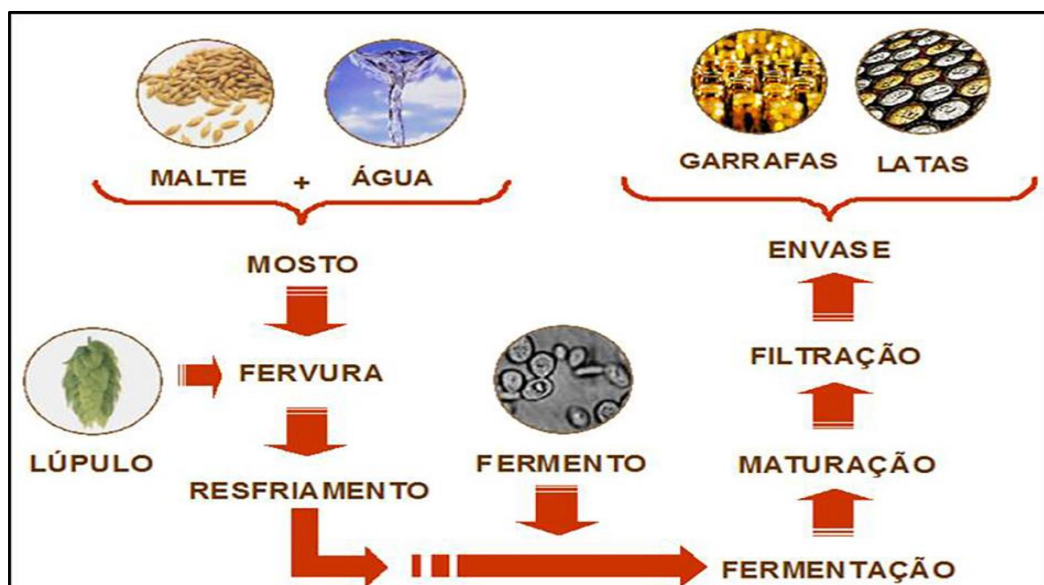 MALTE + ÁGUA
MOSTO
FERVURA
LÚPULO
RESFRIAMENTO
FERMENTO
FERMENTAÇÃO
MATURAÇÃO
FILTRAÇÃO
ENVASE
GARRAFAS LATAS